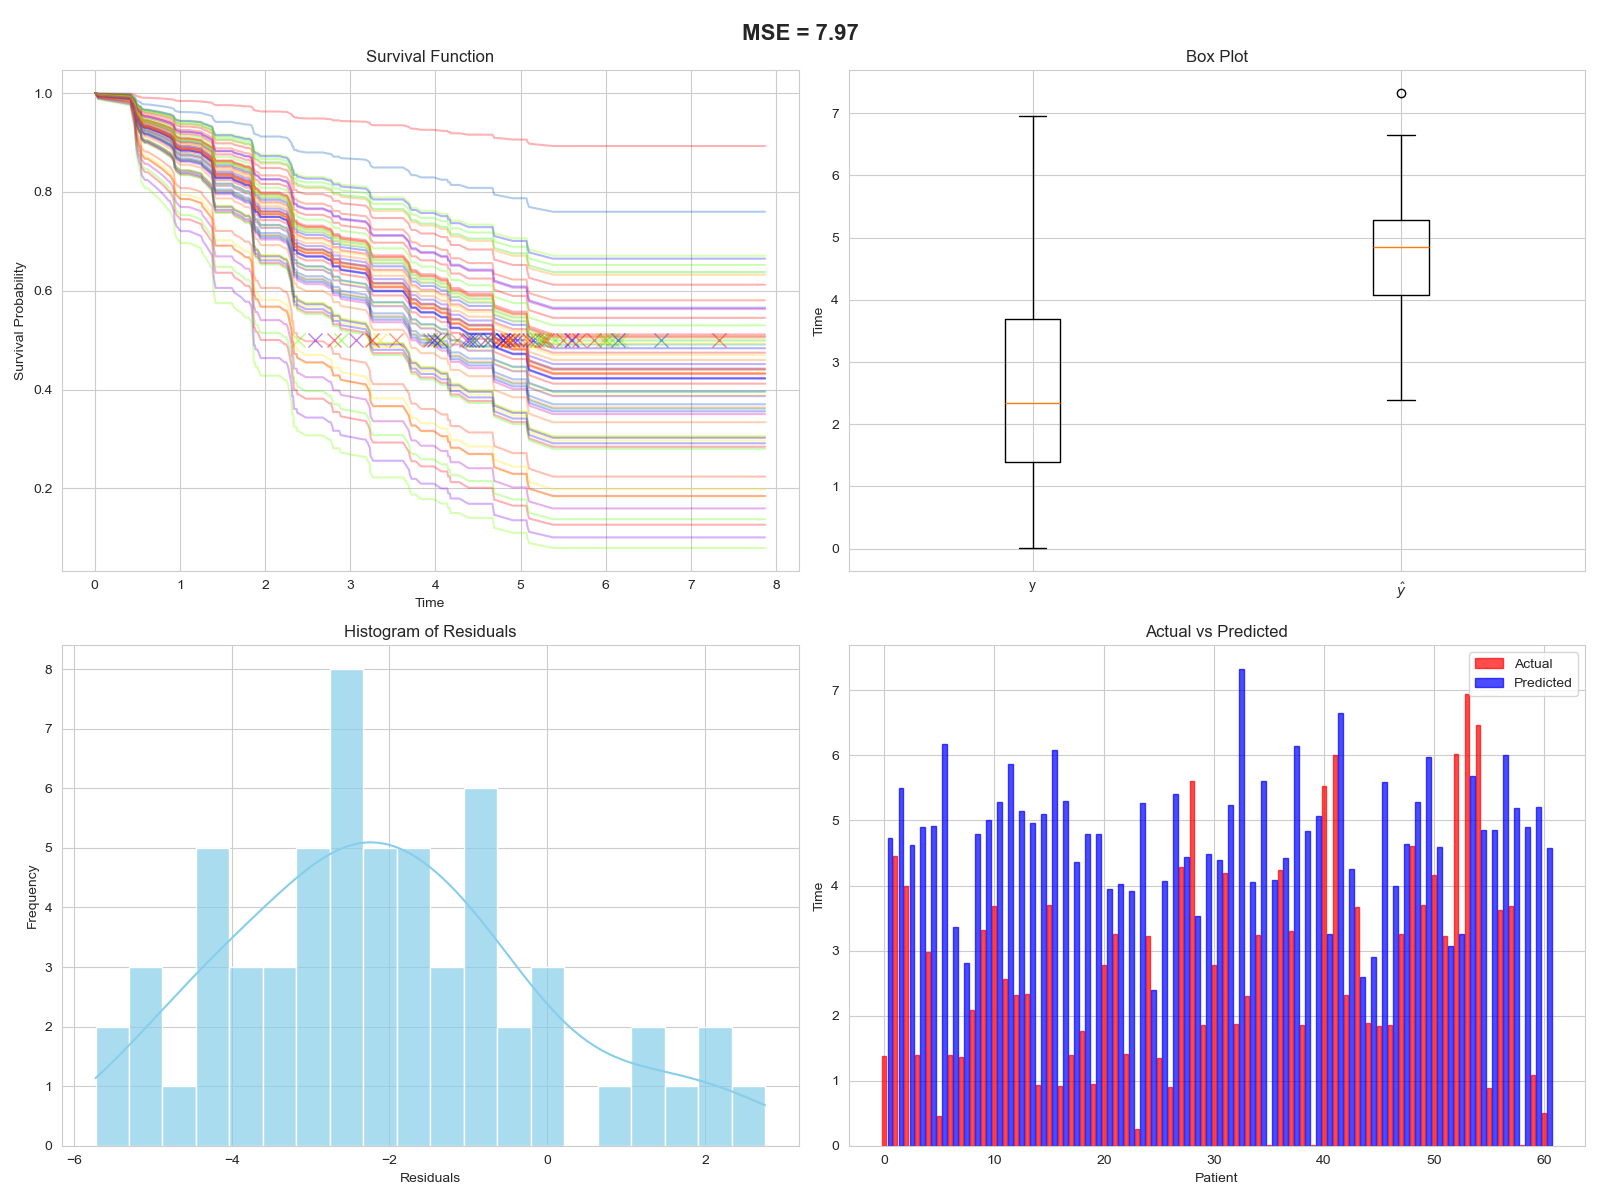 MSE = 7.97
Survival Function
Survival Probability
1.0
0.8
0.6
0.4
0.2
0 1 2 3 4 5 6 7 8
Time
Box Plot
Time
7
6
5
4
3
2
1
0
y ŷ
Histogram of Residuals
Frequency
8
7
6
5
4
3
2
1
0
−6 −4 −2 0 2
Residuals
Actual vs Predicted
Actual
Predicted
Time
7
6
5
4
3
2
1
0
0 10 20 30 40 50 60
Patient